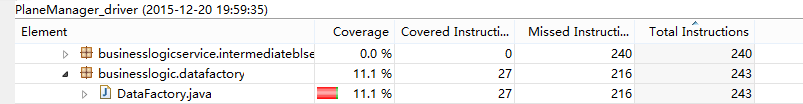 PlaneManager_driver (2015-12-20 19:59:35)
Element Coverage Covered Instructi... Missed Instructio... Total Instructions
businesslogicservice.intermediateblse 0.0 % 0 240 240
businesslogic.datafactory 11.1 % 27 216 243
DataFactory.java 11.1 % 27 216 243